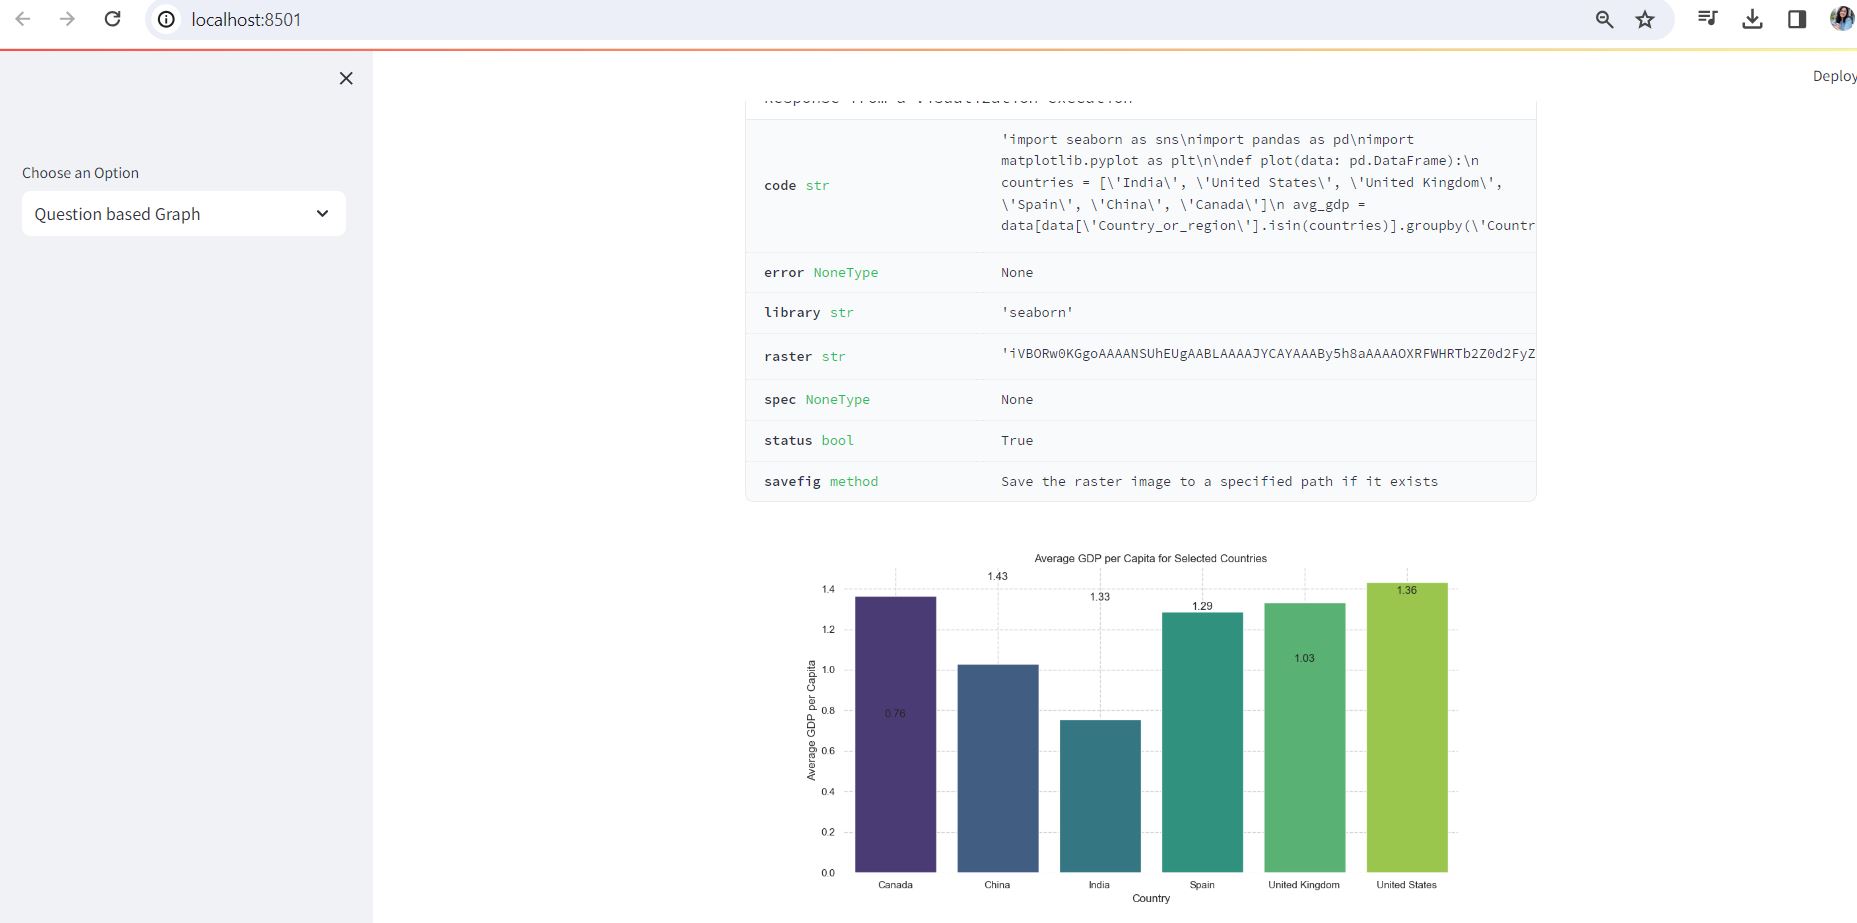 localhost:8501
Deploy
Choose an Option
Question based Graph
Response from a Visualization execution
code str
'import seaborn as sns\nimport pandas as pd\nimport
matplotlib.pyplot as plt\n\ndef plot(data: pd.DataFrame):\n
countries = [\'India\', \'United States\', \'United Kingdom\',
\'Spain\', \'China\', \'Canada\']\n avg_gdp =
data[data[\'Country_or_region\'].isin(countries)].groupby(\'Countr
error NoneType
None
library str
'seaborn'
raster str
'iVBORw0KGgoAAAANSUhEUgAABLAAAAJYCAYAAABy5h8aAAAAOXRFWHRTb2Z0d2FyZ
spec NoneType
None
status bool
True
savefig method
Save the raster image to a specified path if it exists
Average GDP per Capita for Selected Countries
1.43
1.4
1.33
1.36
1.29
1.2
1.03
1.0
0.8
0.76
0.6
0.4
0.2
0.0
Average GDP per Capita
Canada
China
India
Spain
United Kingdom
United States
Country